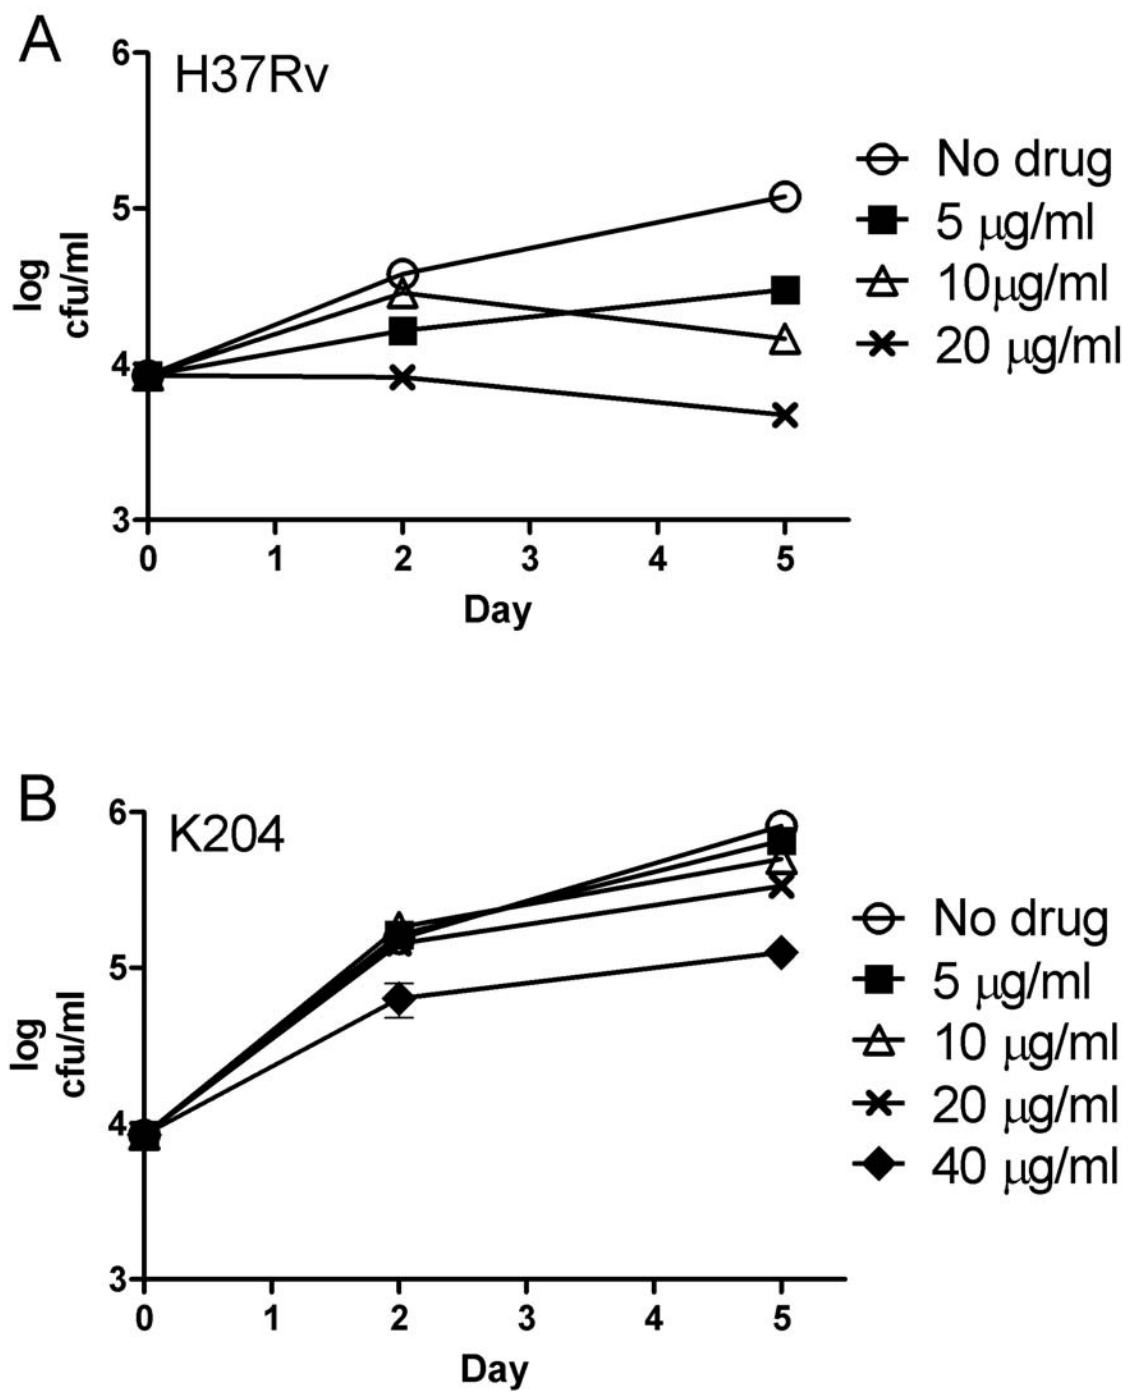 A
H37Rv
6
5
4
3
log
cfu/ml
0 1 2 3 4 5
Day
No drug
5 μg/ml
10μg/ml
20 μg/ml
B
K204
6
5
4
3
log
cfu/ml
0 1 2 3 4 5
Day
No drug
5 μg/ml
10 μg/ml
20 μg/ml
40 μg/ml